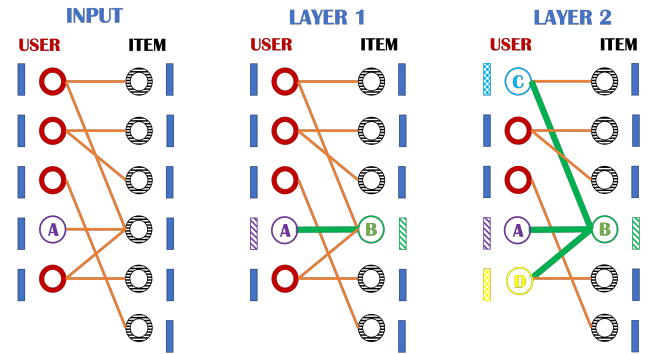 INPUT LAYER 1 LAYER 2
USER ITEM USER ITEM USER ITEM
C
A A B A B
D